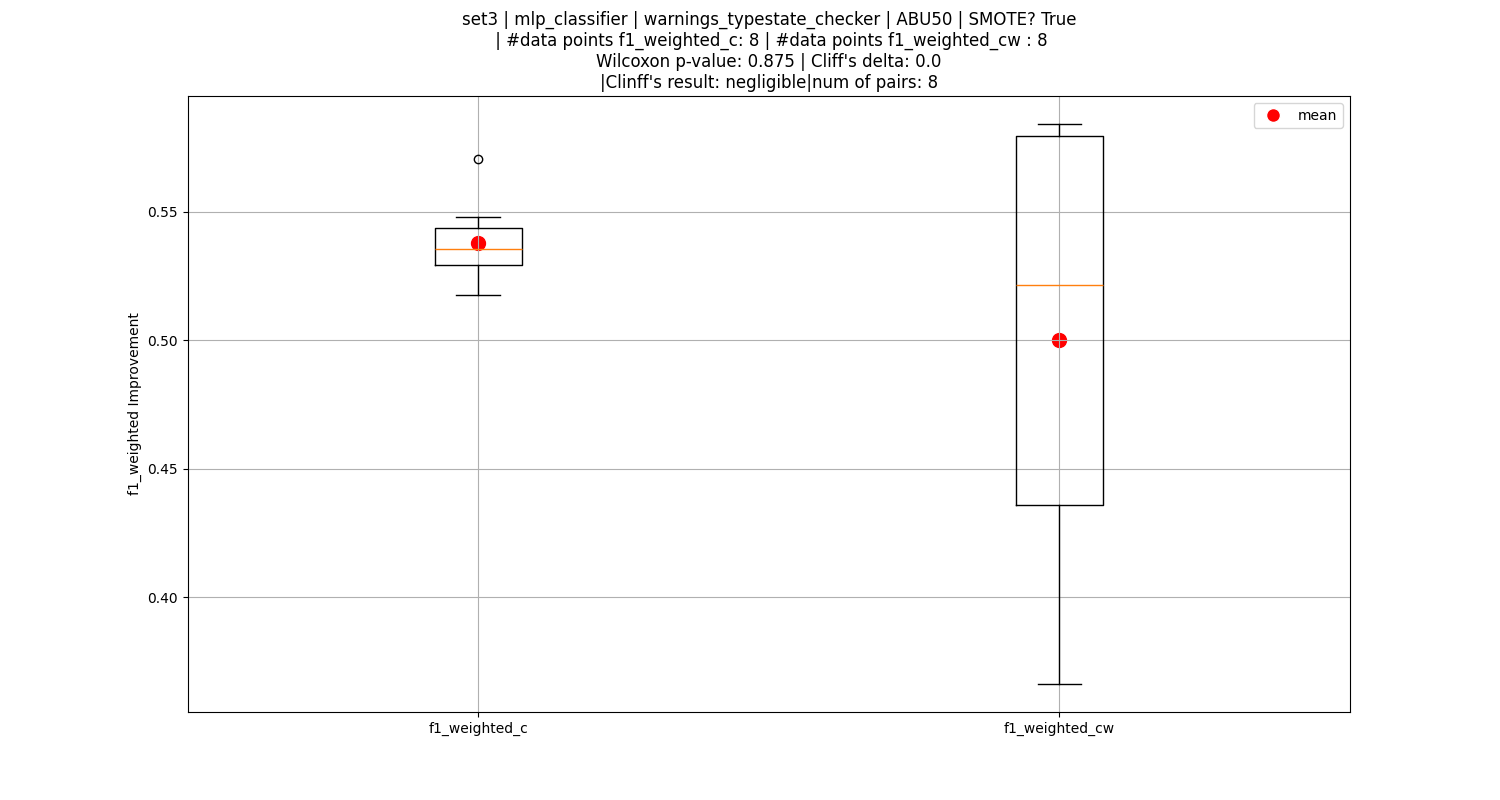 set3 | mlp_classifier | warnings_typestate_checker | ABU50 | SMOTE? True
| #data points f1_weighted_c: 8 | #data points f1_weighted_cw : 8
Wilcoxon p-value: 0.875 | Cliff's delta: 0.0
|Clinff's result: negligible|num of pairs: 8
mean
0.55
0.50
0.45
0.40
f1_weighted Improvement
f1_weighted_c
f1_weighted_cw